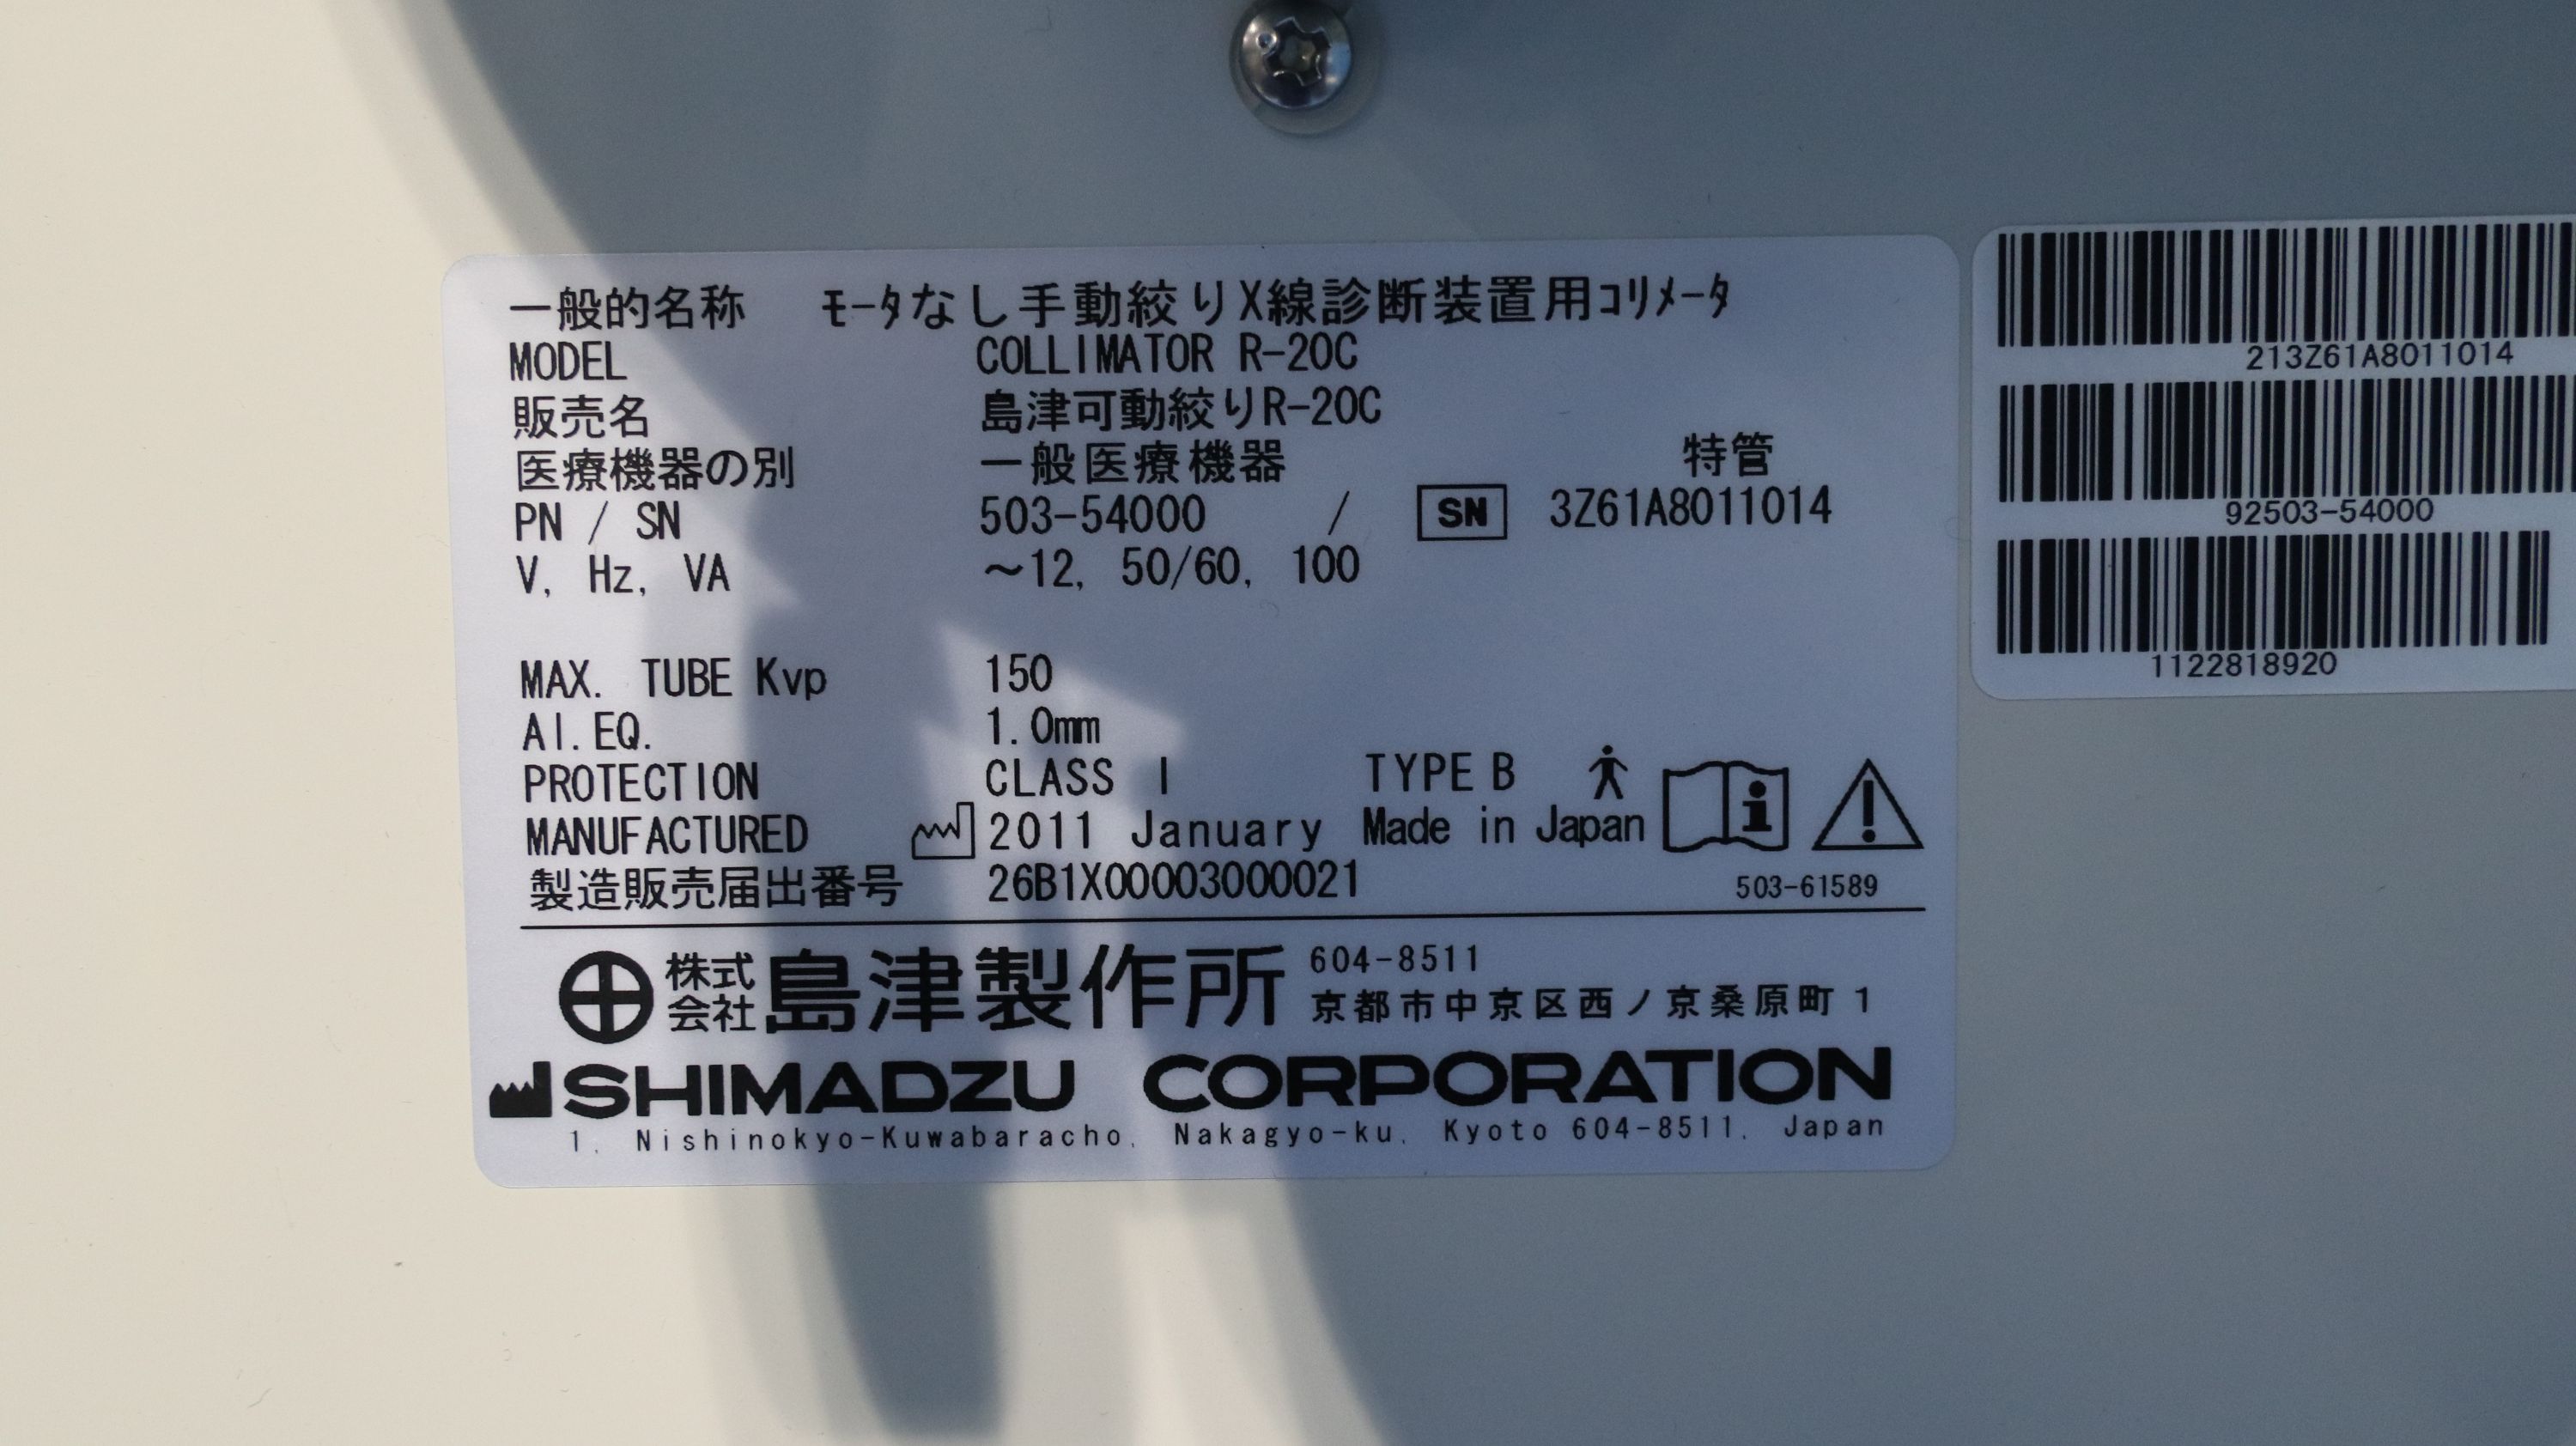 一般的名称 ﾓｰﾀなし手動絞りX線診断装置用ｺﾘﾒｰﾀ
MODEL COLLIMATOR R-20C
販売名 島津可動絞りR-20C
医療機器の別 一般医療機器 特管
PN / SN 503-54000 / SN 3Z61A8011014
V, Hz, VA ～12, 50/60, 100
MAX. TUBE Kvp 150
Al.EQ. 1.0mm
PROTECTION CLASS I TYPE B
MANUFACTURED 2011 January Made in Japan
製造販売届出番号 26B1X00003000021 503-61589
株式会社 島津製作所 604-8511
京都市中京区西ノ京桑原町1
SHIMADZU CORPORATION
1, Nishinokyo-Kuwabaracho, Nakagyo-ku, Kyoto 604-8511, Japan
213Z61A8011014
92503-54000
1122818920